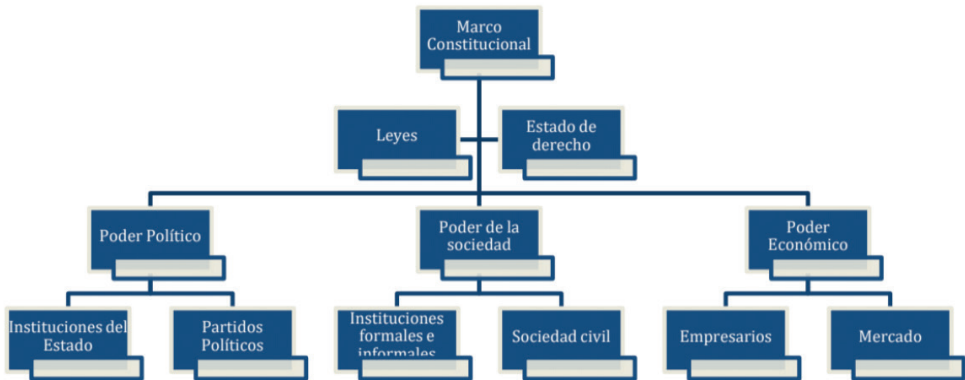 Marco
Constitucional
Leyes
Estado de
derecho
Poder Político
Poder de la
sociedad
Poder
Económico
Instituciones del
Estado
Partidos
Políticos
Instituciones
formales e
informales
Sociedad civil
Empresarios
Mercado